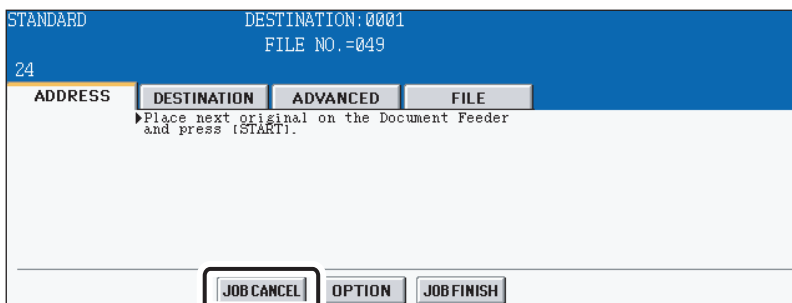 STANDARD DESTINATION:0001
FILE NO.=049
24
ADDRESS DESTINATION ADVANCED FILE
▶Place next original on the Document Feeder
and press [START].
JOB CANCEL OPTION JOB FINISH